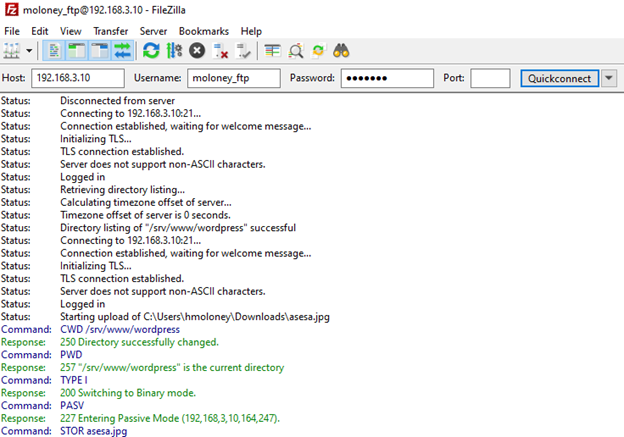 moloney_ftp@192.168.3.10 - FileZilla
File Edit View Transfer Server Bookmarks Help
Host: 192.168.3.10 Username: moloney_ftp Password: ●●●●●●● Port: Quickconnect
Status: Disconnected from server
Status: Connecting to 192.168.3.10:21...
Status: Connection established, waiting for welcome message...
Status: Initializing TLS...
Status: TLS connection established.
Status: Server does not support non-ASCII characters.
Status: Logged in
Status: Retrieving directory listing...
Status: Calculating timezone offset of server...
Status: Timezone offset of server is 0 seconds.
Status: Directory listing of "/srv/www/wordpress" successful
Status: Connecting to 192.168.3.10:21...
Status: Connection established, waiting for welcome message...
Status: Initializing TLS...
Status: TLS connection established.
Status: Server does not support non-ASCII characters.
Status: Logged in
Status: Starting upload of C:\Users\hmoloney\Downloads\asesa.jpg
Command: CWD /srv/www/wordpress
Response: 250 Directory successfully changed.
Command: PWD
Response: 257 "/srv/www/wordpress" is the current directory
Command: TYPE I
Response: 200 Switching to Binary mode.
Command: PASV
Response: 227 Entering Passive Mode (192,168,3,10,164,247).
Command: STOR asesa.jpg